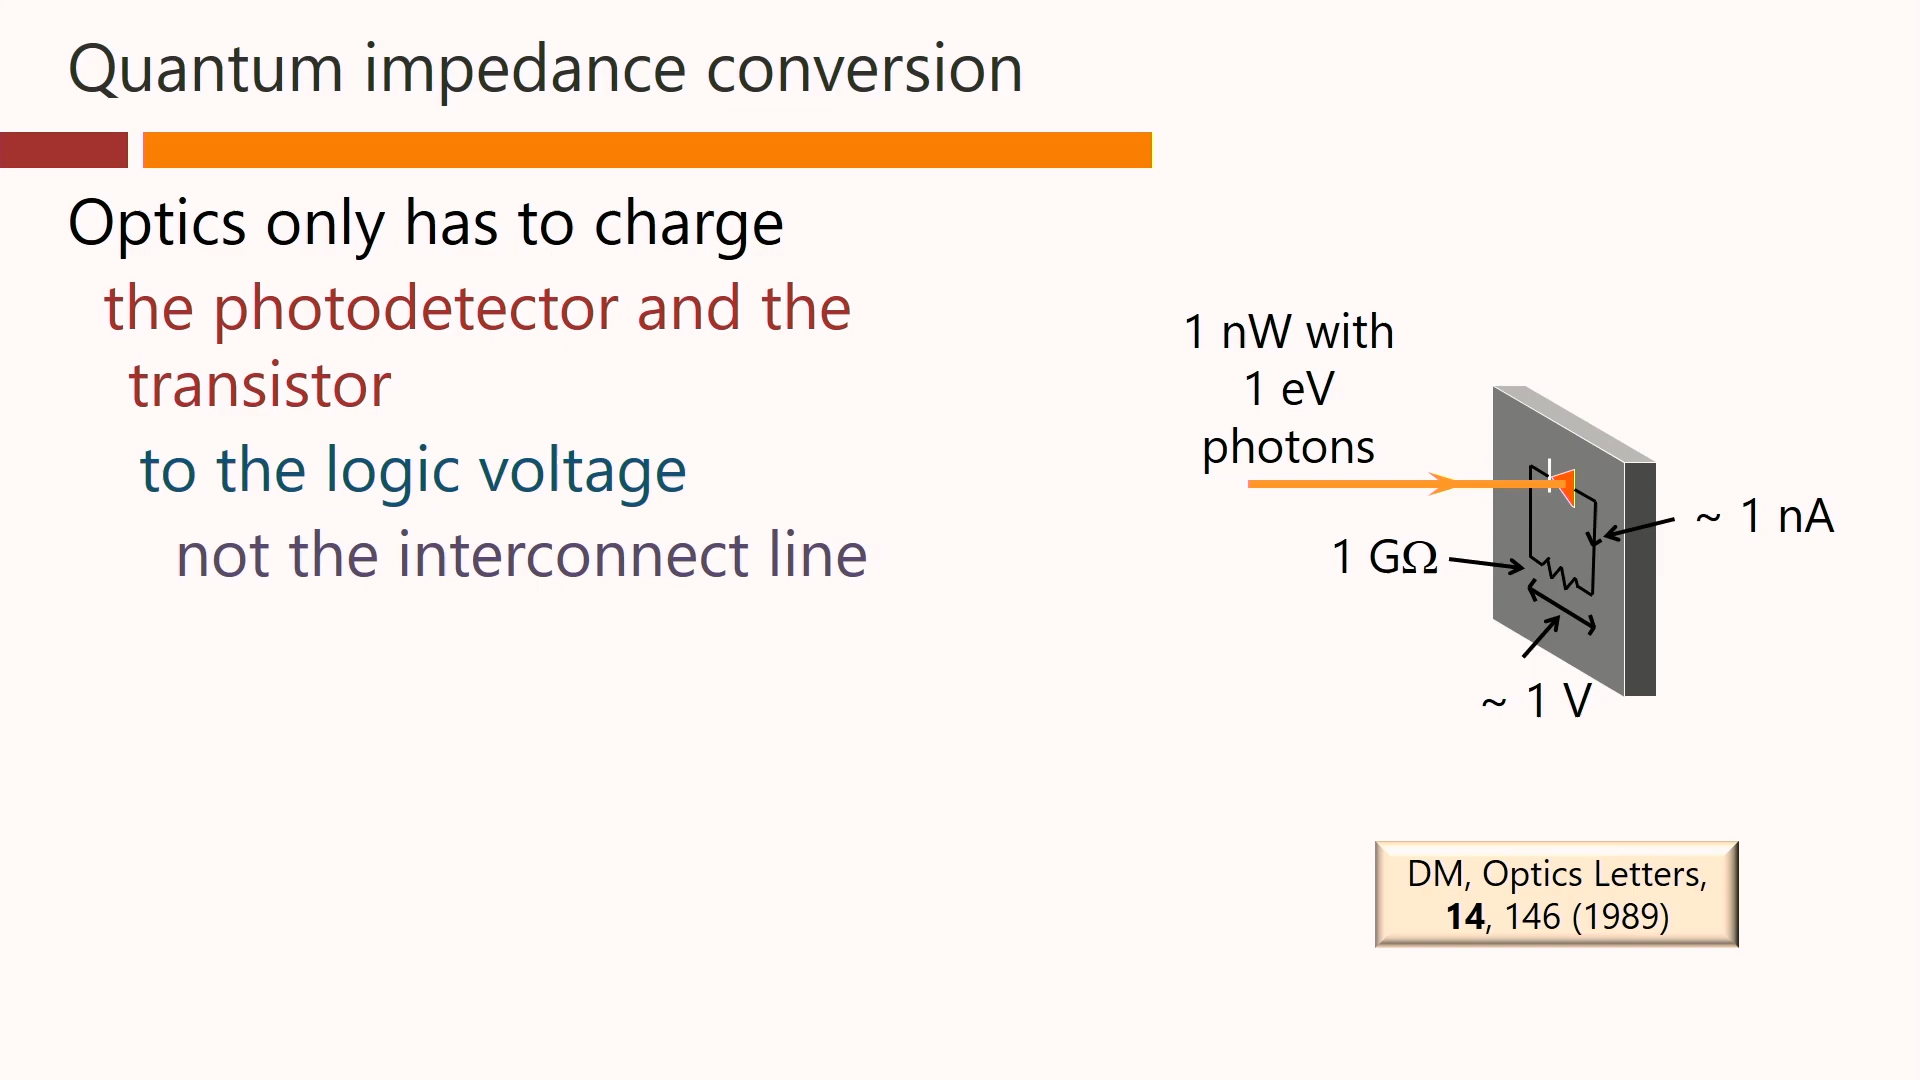 Quantum impedance conversion
Optics only has to charge
the photodetector and the
transistor
to the logic voltage
not the interconnect line
1 nW with
1 eV
photons
~ 1 nA
1 GΩ
~ 1 V
DM, Optics Letters,
14, 146 (1989)